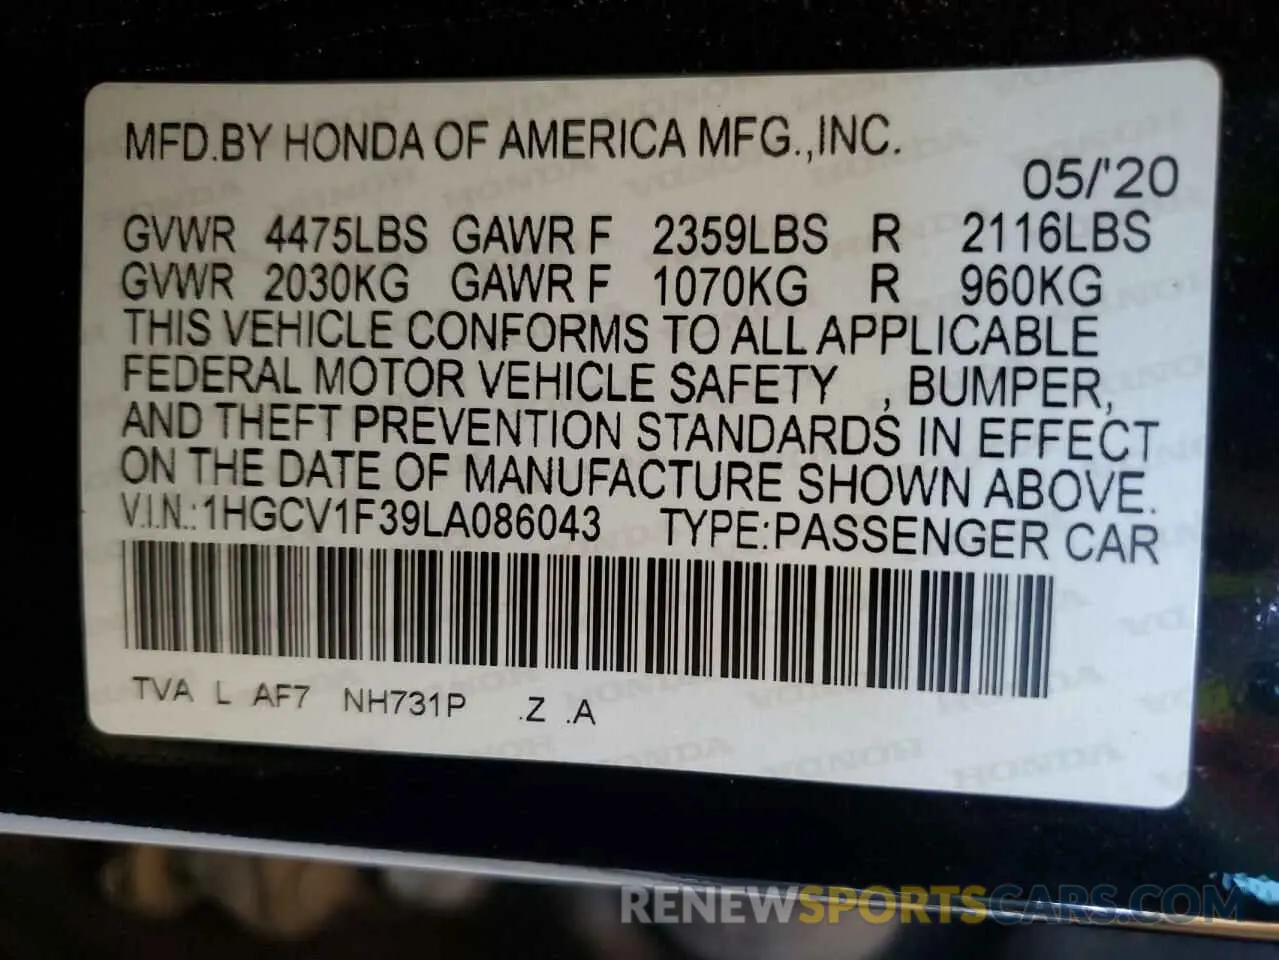 MFD.BY HONDA OF AMERICA MFG.,INC.
05/'20
GVWR 4475LBS GAWR F 2359LBS R 2116LBS
GVWR 2030KG GAWR F 1070KG R 960KG
THIS VEHICLE CONFORMS TO ALL APPLICABLE
FEDERAL MOTOR VEHICLE SAFETY , BUMPER,
AND THEFT PREVENTION STANDARDS IN EFFECT
ON THE DATE OF MANUFACTURE SHOWN ABOVE.
V.I.N.:1HGCV1F39LA086043 TYPE:PASSENGER CAR
TVA L AF7 NH731P .Z .A
RENEWSPORTSCARS.COM